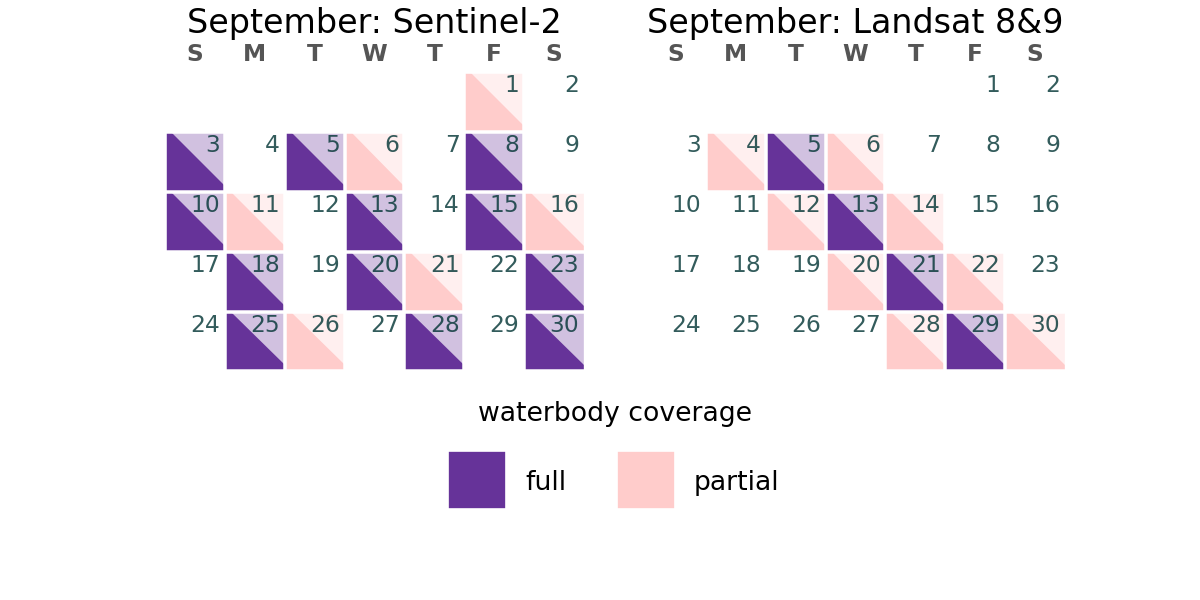 September: Sentinel-2
S M T W T F S
1 2
3 4 5 6 7 8 9
10 11 12 13 14 15 16
17 18 19 20 21 22 23
24 25 26 27 28 29 30
September: Landsat 8&9
S M T W T F S
1 2
3 4 5 6 7 8 9
10 11 12 13 14 15 16
17 18 19 20 21 22 23
24 25 26 27 28 29 30
waterbody coverage
full
partial